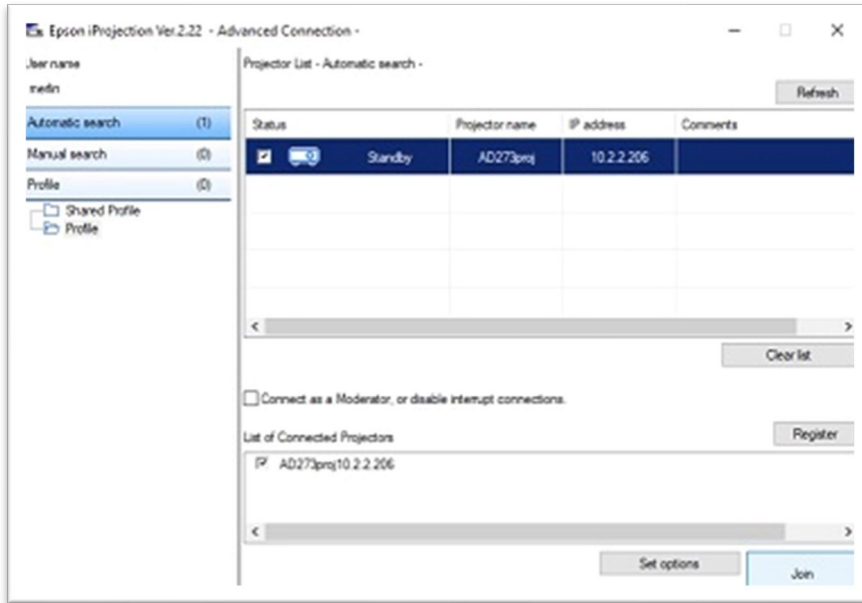 Epson iProjection Ver.2.22 - Advanced Connection -
User name
merlin
Automatic search (1)
Manual search (0)
Profile (0)
Shared Profile
Profile
Projector List - Automatic search -
Refresh
Status Projector name IP address Comments
Standby AD273proj 10.2.2.206
Clear list
Connect as a Moderator, or disable interrupt connections.
List of Connected Projectors
Register
AD273proj10.2.2.206
Set options
Join